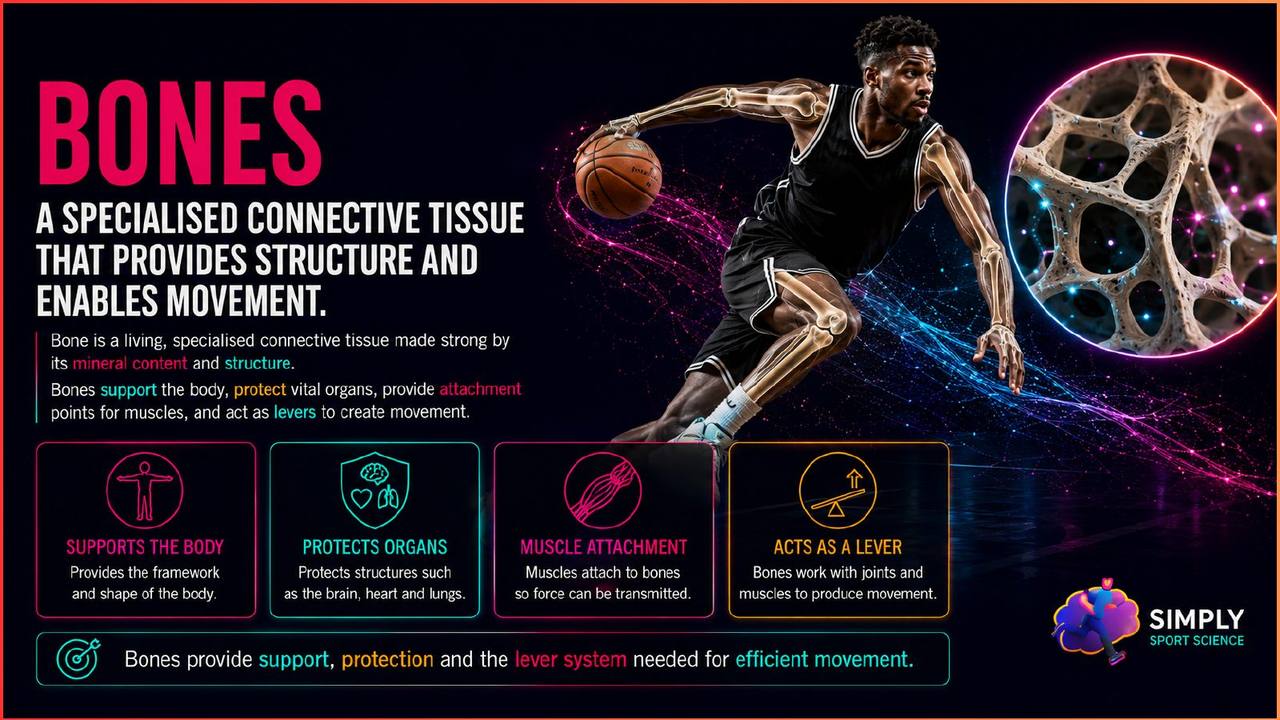 BONES
A SPECIALISED CONNECTIVE TISSUE
THAT PROVIDES STRUCTURE AND
ENABLES MOVEMENT.
Bone is a living, specialised connective tissue made strong by
its mineral content and structure.
Bones support the body, protect vital organs, provide attachment
points for muscles, and act as levers to create movement.
SUPPORTS THE BODY
Provides the framework
and shape of the body.
PROTECTS ORGANS
Protects structures such
as the brain, heart and lungs.
MUSCLE ATTACHMENT
Muscles attach to bones
so force can be transmitted.
ACTS AS A LEVER
Bones work with joints and
muscles to produce movement.
Bones provide support, protection and the lever system needed for efficient movement.
SIMPLY
SPORT SCIENCE